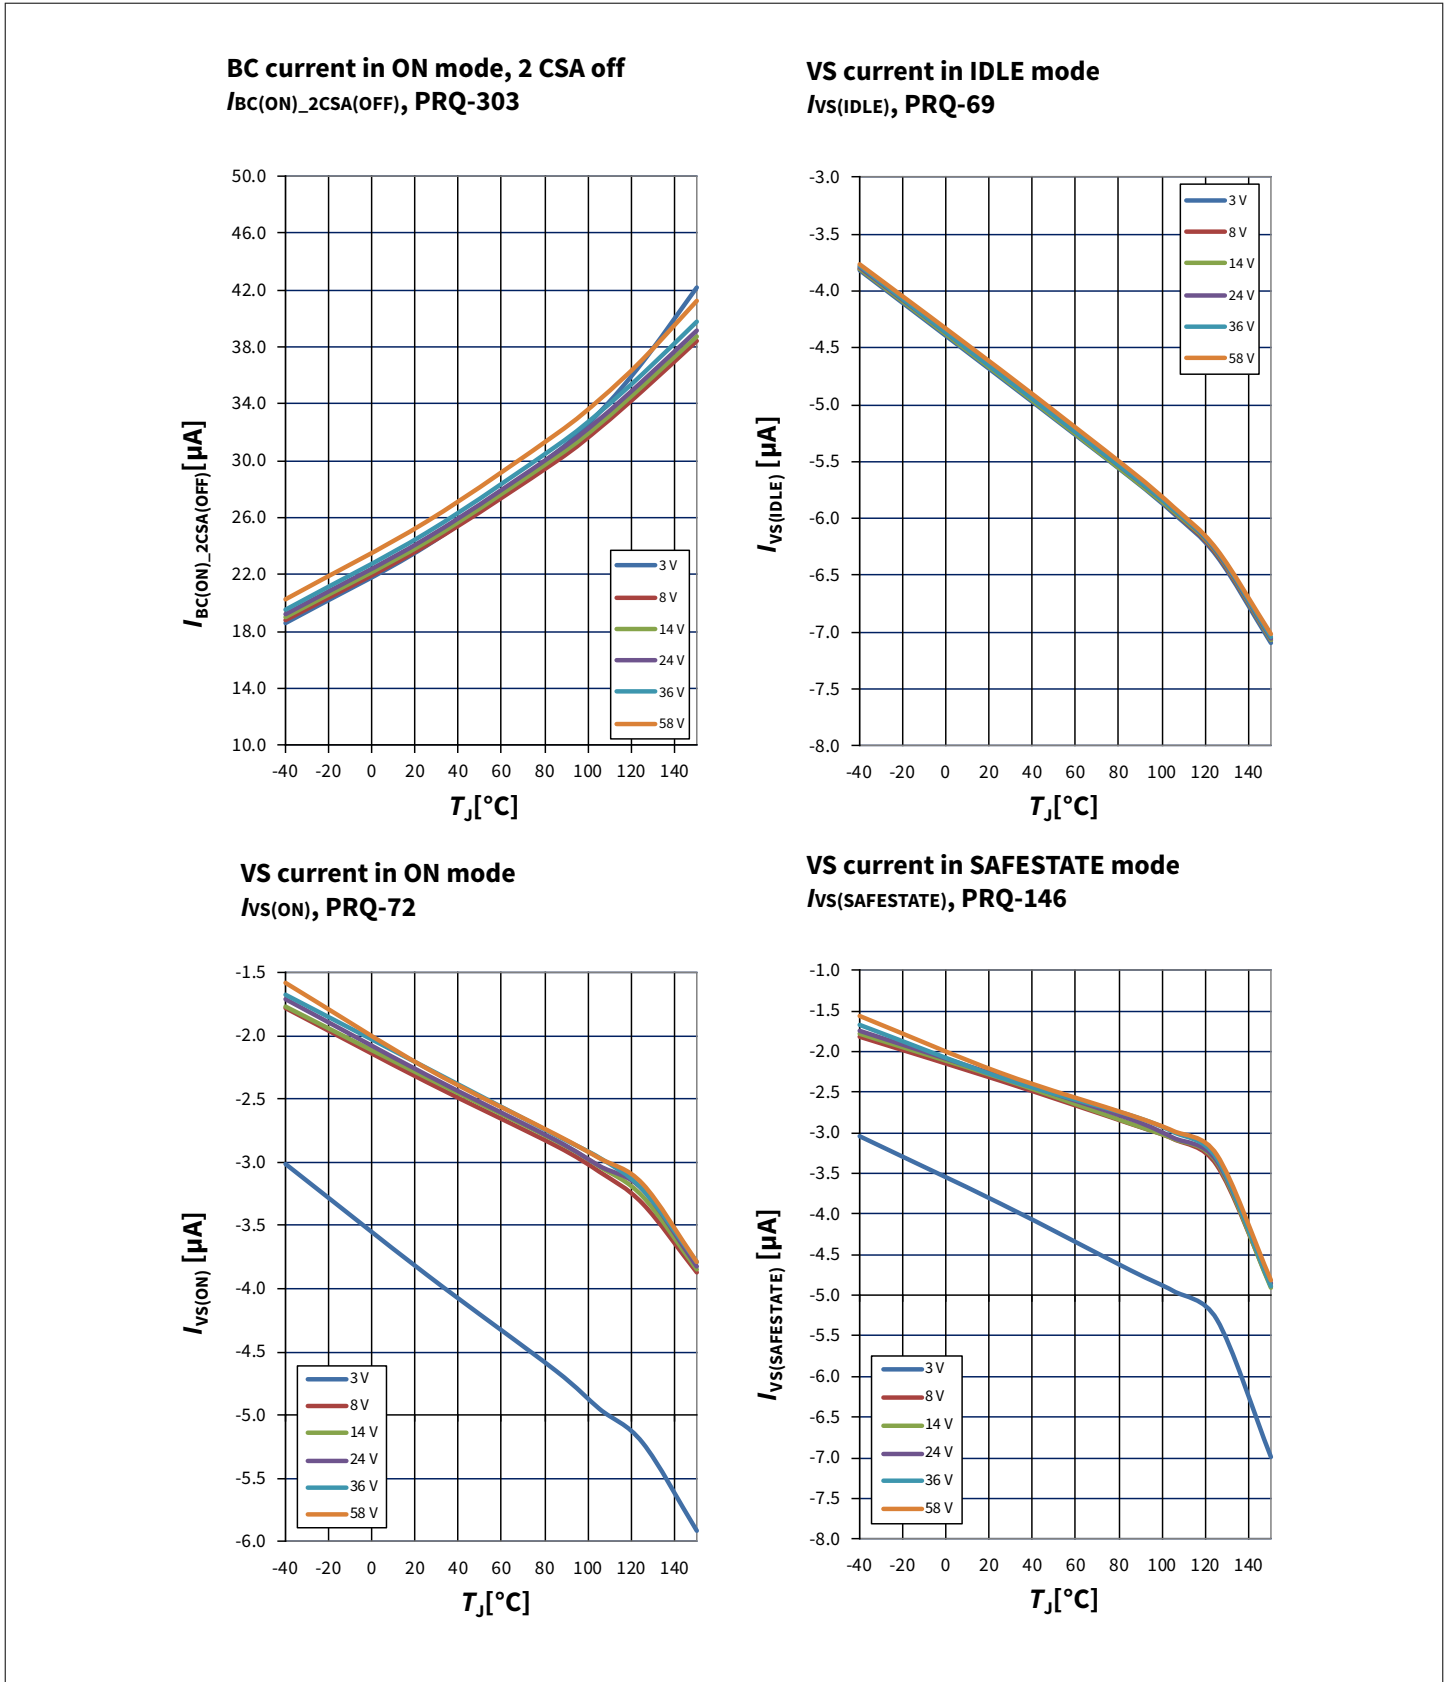 BC current in ON mode, 2 CSA off
IBC(ON)_2CSA(OFF), PRQ-303
50.0
46.0
42.0
38.0
34.0
30.0
26.0
22.0
18.0
14.0
10.0
IBC(ON)_2CSA(OFF)[µA]
3 V
8 V
14 V
24 V
36 V
58 V
-40 -20 0 20 40 60 80 100 120 140
TJ[°C]
VS current in IDLE mode
IVS(IDLE), PRQ-69
-3.0
-3.5
-4.0
-4.5
-5.0
-5.5
-6.0
-6.5
-7.0
-7.5
-8.0
IVS(IDLE) [µA]
3 V
8 V
14 V
24 V
36 V
58 V
-40 -20 0 20 40 60 80 100 120 140
TJ[°C]
VS current in ON mode
IVS(ON), PRQ-72
-1.5
-2.0
-2.5
-3.0
-3.5
-4.0
-4.5
-5.0
-5.5
-6.0
IVS(ON) [µA]
3 V
8 V
14 V
24 V
36 V
58 V
-40 -20 0 20 40 60 80 100 120 140
TJ[°C]
VS current in SAFESTATE mode
IVS(SAFESTATE), PRQ-146
-1.0
-1.5
-2.0
-2.5
-3.0
-3.5
-4.0
-4.5
-5.0
-5.5
-6.0
-6.5
-7.0
-7.5
-8.0
IVS(SAFESTATE) [µA]
3 V
8 V
14 V
24 V
36 V
58 V
-40 -20 0 20 40 60 80 100 120 140
TJ[°C]